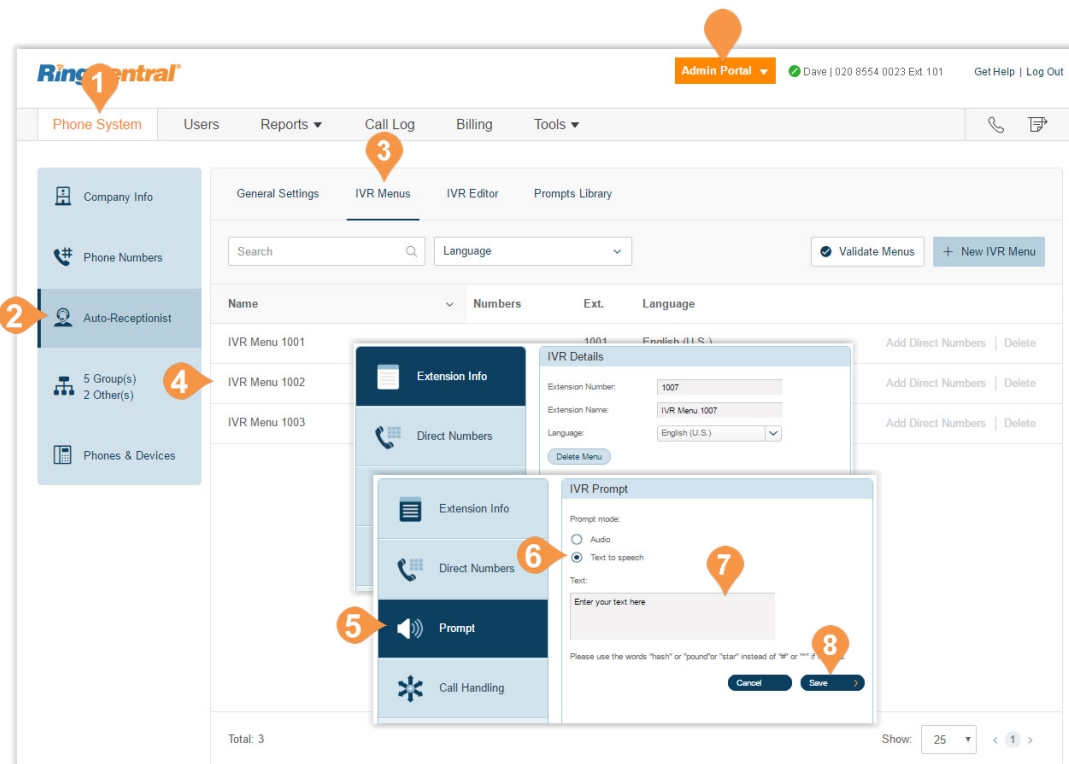 Admin Portal
Dave | 020 8554 0023 Ext. 101
Get Help | Log Out
1
Phone System
Users
Reports
Call Log
Billing
Tools
3
Company Info
Phone Numbers
2
Auto-Receptionist
5 Group(s)
2 Other(s)
Phones & Devices
General Settings
IVR Menus
IVR Editor
Prompts Library
Search
Language
Validate Menus
+ New IVR Menu
Name
Numbers
Ext.
Language
IVR Menu 1001
1001
English (U.S.)
Add Direct Numbers | Delete
4
IVR Menu 1002
Add Direct Numbers | Delete
IVR Menu 1003
Add Direct Numbers | Delete
Extension Info
Direct Numbers
IVR Details
Extension Number:
1007
Extension Name:
IVR Menu 1007
Language:
English (U.S.)
Delete Menu
Extension Info
Direct Numbers
5
Prompt
Call Handling
IVR Prompt
Prompt mode:
Audio
6
Text to speech
7
Text:
Enter your text here
Please use the words "hash" or "pound"or "star" instead of "#" or "*" if
8
Cancel
Save
Total: 3
Show:
25
< 1 >